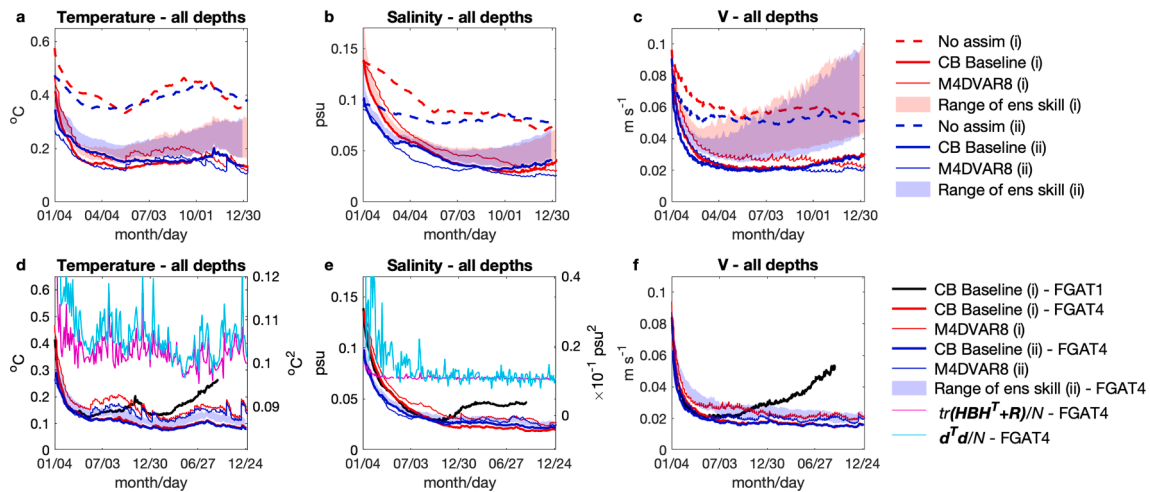 a Temperature - all depths
b Salinity - all depths
c V - all depths
0.6
0.4
0.2
0
°C
01/04 04/04 07/03 10/01 12/30
month/day
0.15
0.1
0.05
0
psu
01/04 04/04 07/03 10/01 12/30
month/day
0.1
0.08
0.06
0.04
0.02
0
m s-1
01/04 04/04 07/03 10/01 12/30
month/day
No assim (i)
CB Baseline (i)
M4DVAR8 (i)
Range of ens skill (i)
No assim (ii)
CB Baseline (ii)
M4DVAR8 (ii)
Range of ens skill (ii)
d Temperature - all depths
e Salinity - all depths
f V - all depths
0.6
0.5
0.4
0.3
0.2
0.1
0
°C
0.12
0.11
0.1
0.09
°C2
01/04 07/03 12/30 06/27 12/24
month/day
0.15
0.1
0.05
0
psu
0.4
0.2
0
×10-1 psu2
01/04 07/03 12/30 06/27 12/24
month/day
0.1
0.08
0.06
0.04
0.02
0
m s-1
01/04 07/03 12/30 06/27 12/24
month/day
CB Baseline (i) - FGAT1
CB Baseline (i) - FGAT4
M4DVAR8 (i)
CB Baseline (ii) - FGAT4
M4DVAR8 (ii)
Range of ens skill (ii) - FGAT4
tr(HBHT+R)/N - FGAT4
dTd/N - FGAT4